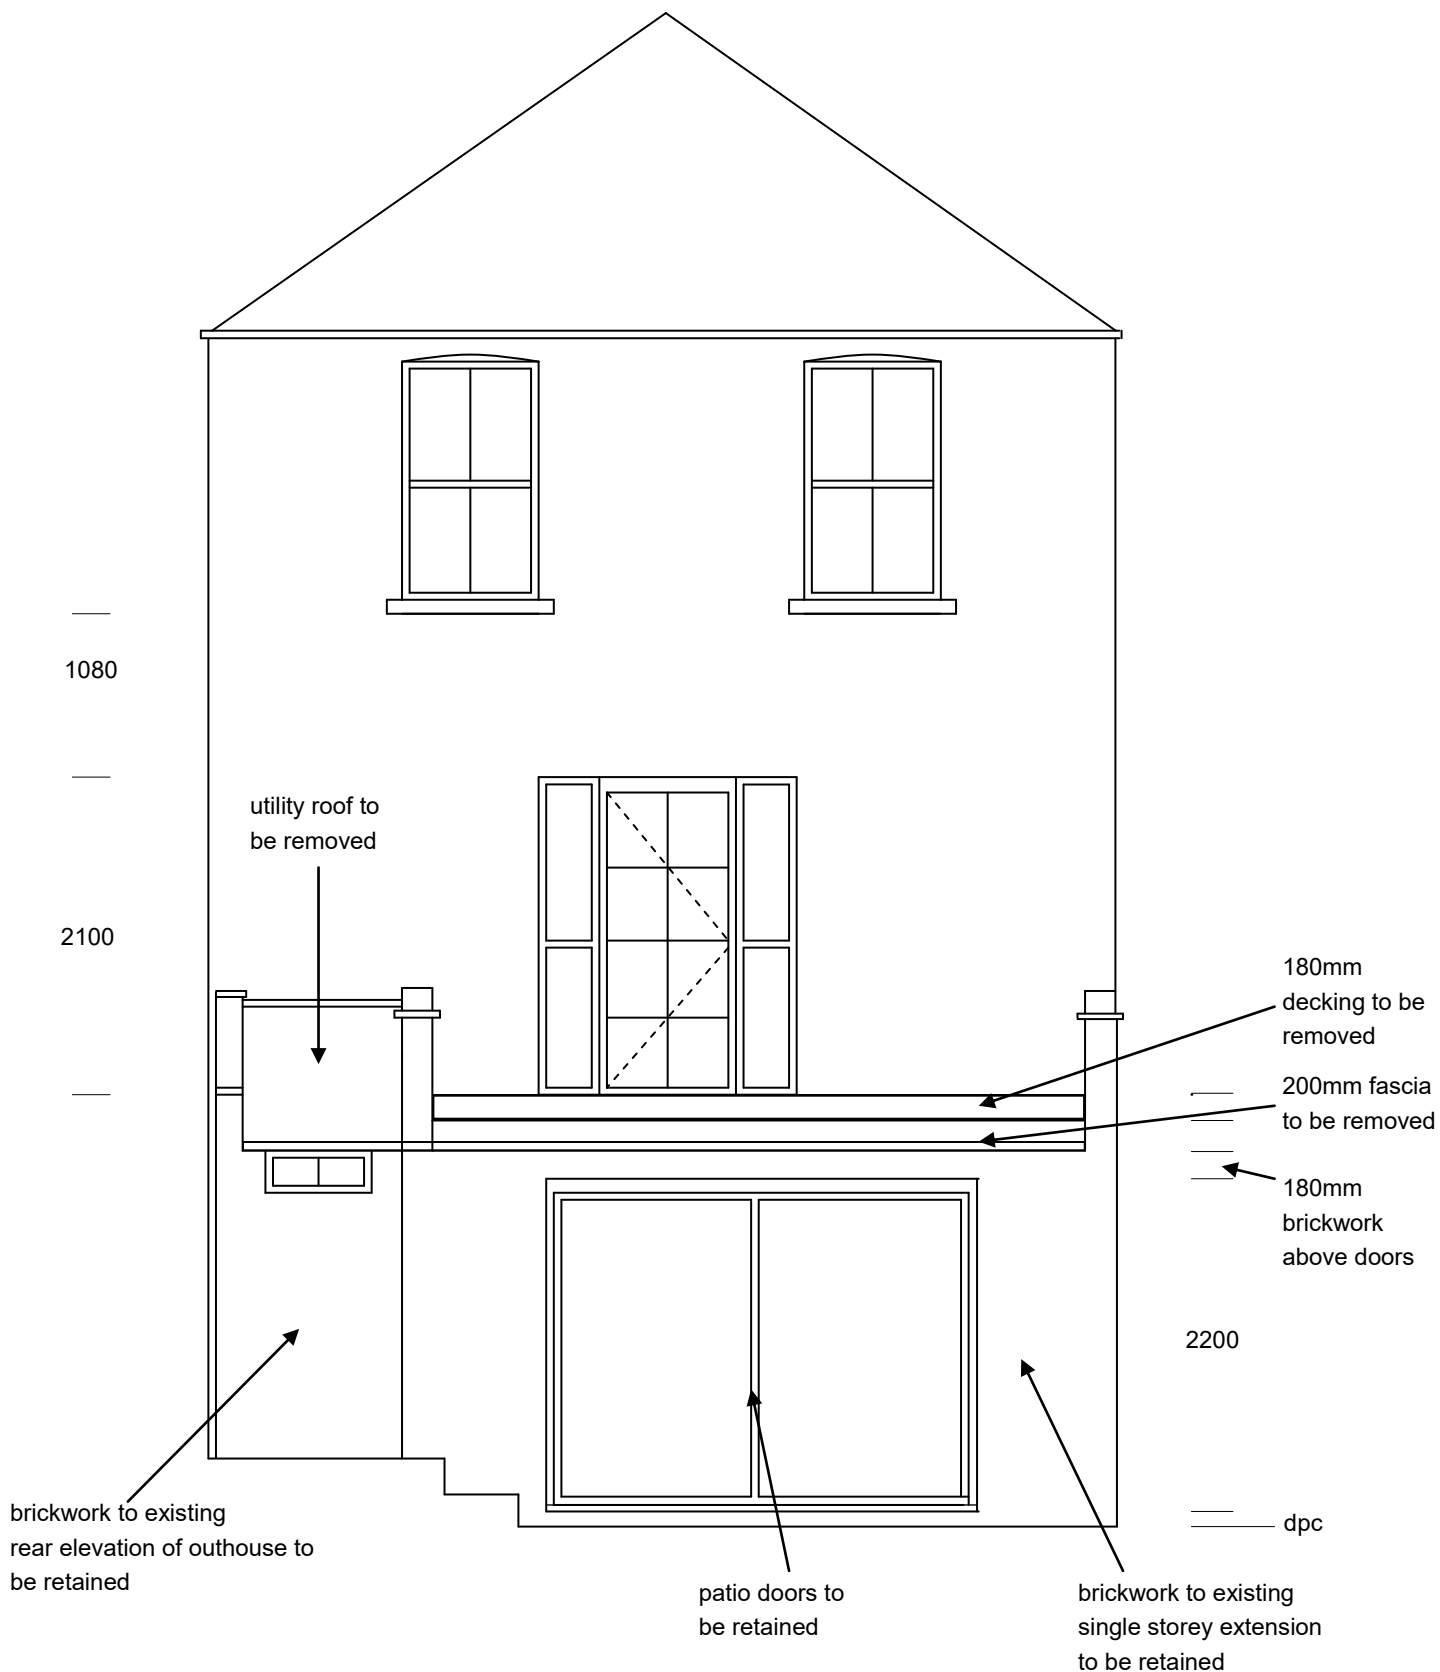 1080
utility roof to
be removed
2100
180mm
decking to be
removed
200mm fascia
to be removed
180mm
brickwork
above doors
2200
dpc
brickwork to existing
rear elevation of outhouse to
be retained
patio doors to
be retained
brickwork to existing
single storey extension
to be retained